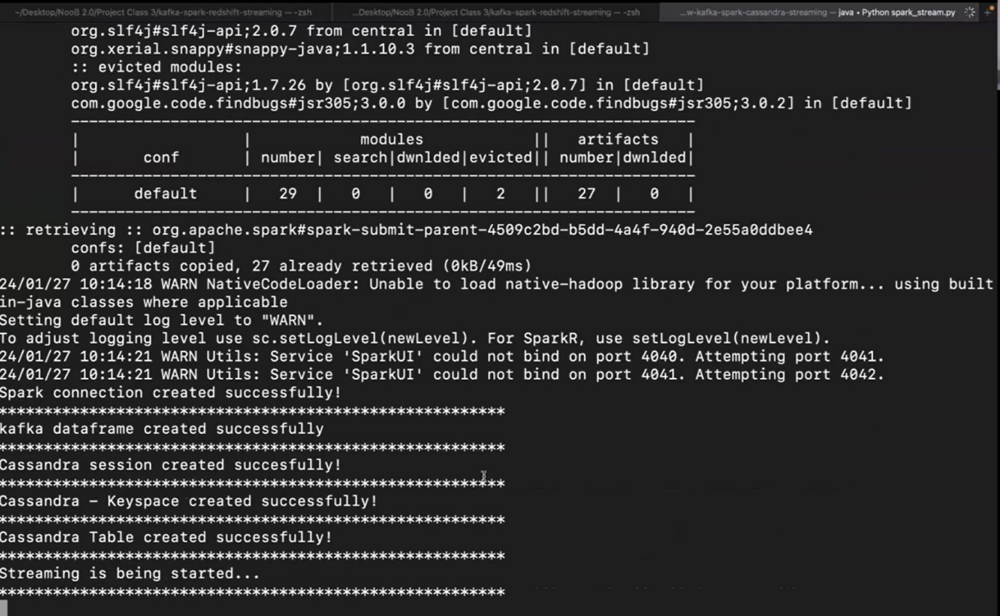 ~/Desktop/NooB 2.0/Project Class 3/kafka-spark-redshift-streaming — -zsh
...Desktop/NooB 2.0/Project Class 3/kafka-spark-redshift-streaming — -zsh
...w-kafka-spark-cassandra-streaming — java • Python spark_stream.py
org.slf4j#slf4j-api;2.0.7 from central in [default]
org.xerial.snappy#snappy-java;1.1.10.3 from central in [default]
:: evicted modules:
org.slf4j#slf4j-api;1.7.26 by [org.slf4j#slf4j-api;2.0.7] in [default]
com.google.code.findbugs#jsr305;3.0.0 by [com.google.code.findbugs#jsr305;3.0.2] in [default]
---------------------------------------------------------------------
| | modules || artifacts |
| conf | number| search|dwnlded|evicted|| number|dwnlded|
---------------------------------------------------------------------
| default | 29 | 0 | 0 | 2 || 27 | 0 |
---------------------------------------------------------------------
:: retrieving :: org.apache.spark#spark-submit-parent-4509c2bd-b5dd-4a4f-940d-2e55a0ddbee4
confs: [default]
0 artifacts copied, 27 already retrieved (0kB/49ms)
24/01/27 10:14:18 WARN NativeCodeLoader: Unable to load native-hadoop library for your platform... using built
in-java classes where applicable
Setting default log level to "WARN".
To adjust logging level use sc.setLogLevel(newLevel). For SparkR, use setLogLevel(newLevel).
24/01/27 10:14:21 WARN Utils: Service 'SparkUI' could not bind on port 4040. Attempting port 4041.
24/01/27 10:14:21 WARN Utils: Service 'SparkUI' could not bind on port 4041. Attempting port 4042.
Spark connection created successfully!
********************************************************
kafka dataframe created successfully
********************************************************
Cassandra session created succesfully!
********************************************************
Cassandra - Keyspace created successfully!
********************************************************
Cassandra Table created successfully!
********************************************************
Streaming is being started...
********************************************************